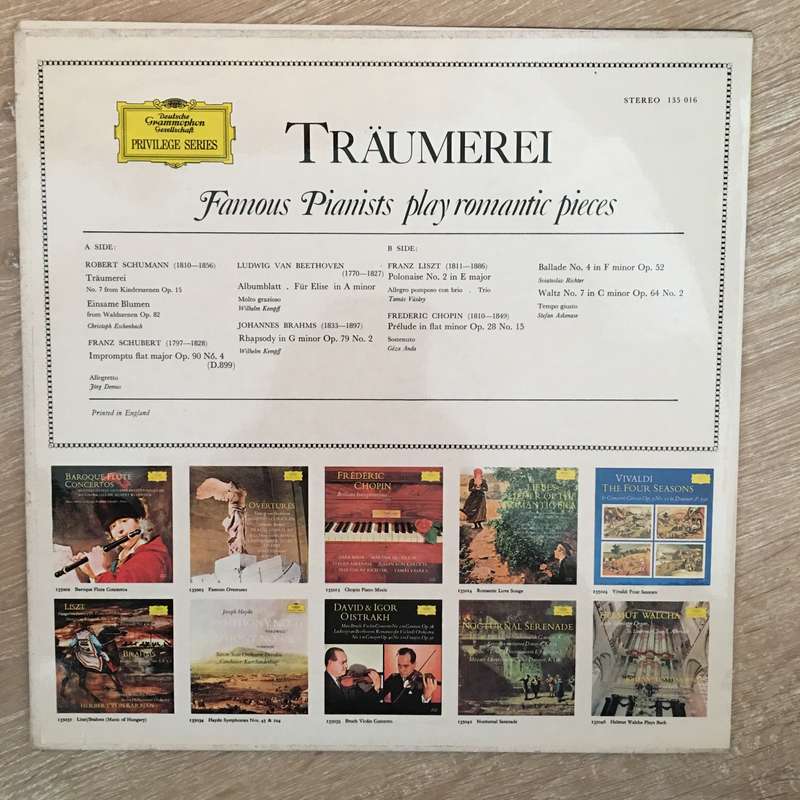 STEREO 135 016
Deutsche
Grammophon
Gesellschaft
PRIVILEGE SERIES
TRÄUMEREI
Famous Pianists play romantic pieces
A SIDE:
ROBERT SCHUMANN (1810—1856)
Träumerei
No. 7 from Kinderszenen Op. 15
Einsame Blumen
from Waldszenen Op. 82
Christoph Eschenbach
FRANZ SCHUBERT (1797—1828)
Impromptu flat major Op. 90 No. 4
(D.899)
Allegretto
Jörg Demus
LUDWIG VAN BEETHOVEN
(1770—1827)
Albumblatt . Für Elise in A minor
Molto grazioso
Wilhelm Kempff
JOHANNES BRAHMS (1833—1897)
Rhapsody in G minor Op. 79 No. 2
Wilhelm Kempff
B SIDE:
FRANZ LISZT (1811—1886)
Polonaise No. 2 in E major
Allegro pomposo con brio . Trio
Tamás Vásáry
FREDERIC CHOPIN (1810—1849)
Prélude in flat minor Op. 28 No. 15
Sostenuto
Géza Anda
Ballade No. 4 in F minor Op. 52
Sviatoslav Richter
Waltz No. 7 in C minor Op. 64 No. 2
Tempo giusto
Stefan Askenase
Printed in England
BAROQUE FLUTE
CONCERTOS
OVERTURES
FRÉDÉRIC
CHOPIN
VIVALDI
THE FOUR SEASONS
Baroque Flute Concertos
Famous Overtures
Chopin Piano Music
135024 Romantic Love Songs
Vivaldi Four Seasons
LISZT
BRAHMS
HERBERT VON KARAJAN
Joseph Haydn
DAVID & IGOR
OISTRAKH
NOCTURNAL SERENADE
HELMUT WALCHA
Liszt/Brahms (Music of Hungary)
135034 Haydn Symphonies Nos. 45 & 104
Bruch Violin Concerto
Nocturnal Serenade
Helmut Walcha Plays Bach